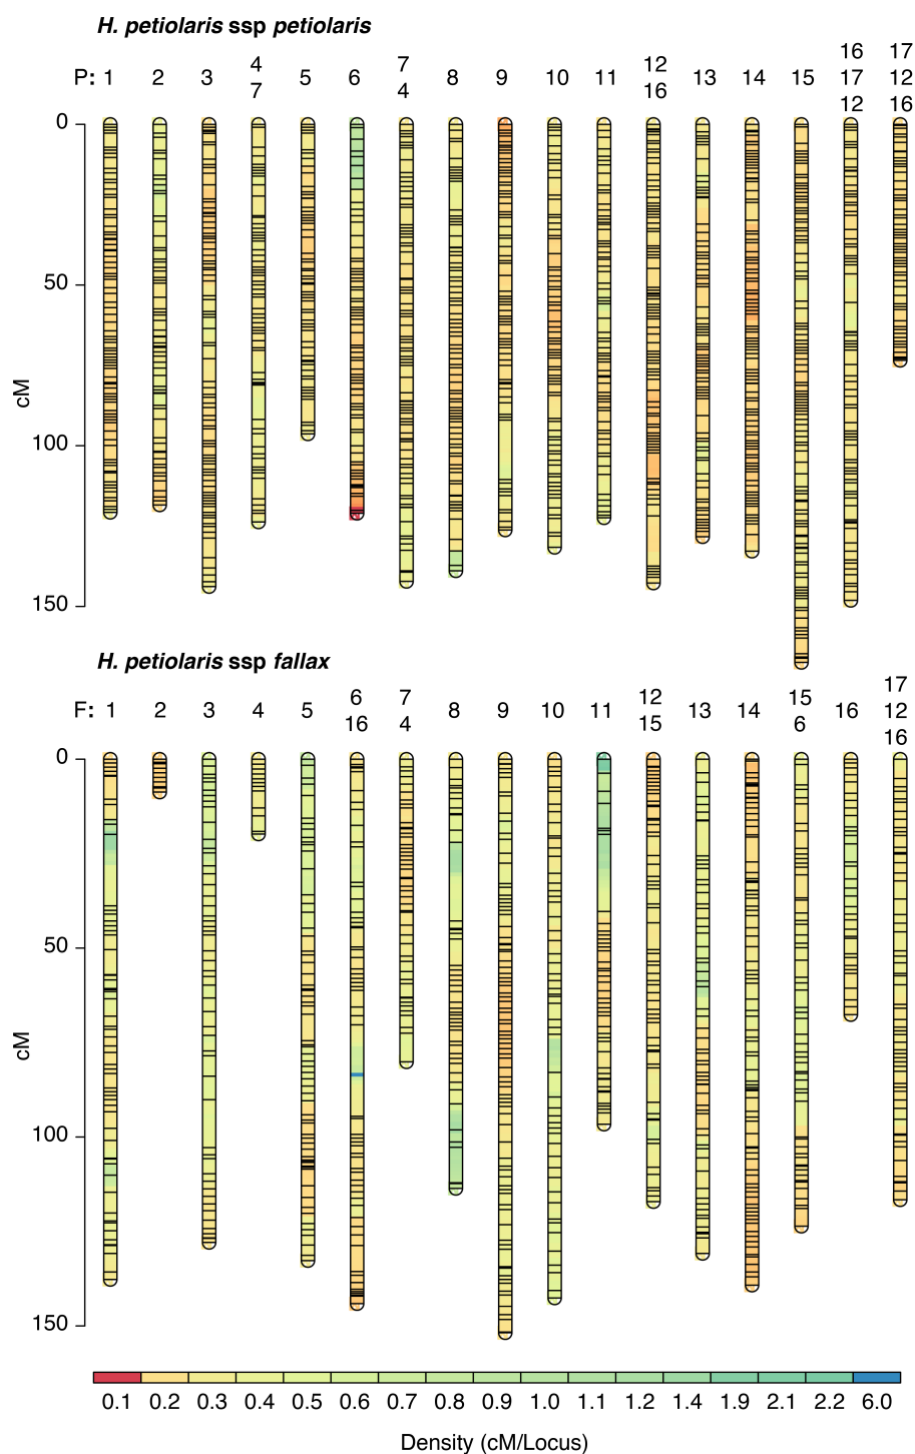 H. petiolaris ssp petiolaris
P: 1 2 3 4 7 5 6 7 4 8 9 10 11 12 16 13 14 15 16 17 12 17 12 16
0
50
100
150
cM
H. petiolaris ssp fallax
F: 1 2 3 4 5 6 16 7 4 8 9 10 11 12 15 13 14 15 6 16 17 12 16
0
50
100
150
cM
0.1 0.2 0.3 0.4 0.5 0.6 0.7 0.8 0.9 1.0 1.1 1.2 1.4 1.9 2.1 2.2 6.0
Density (cM/Locus)